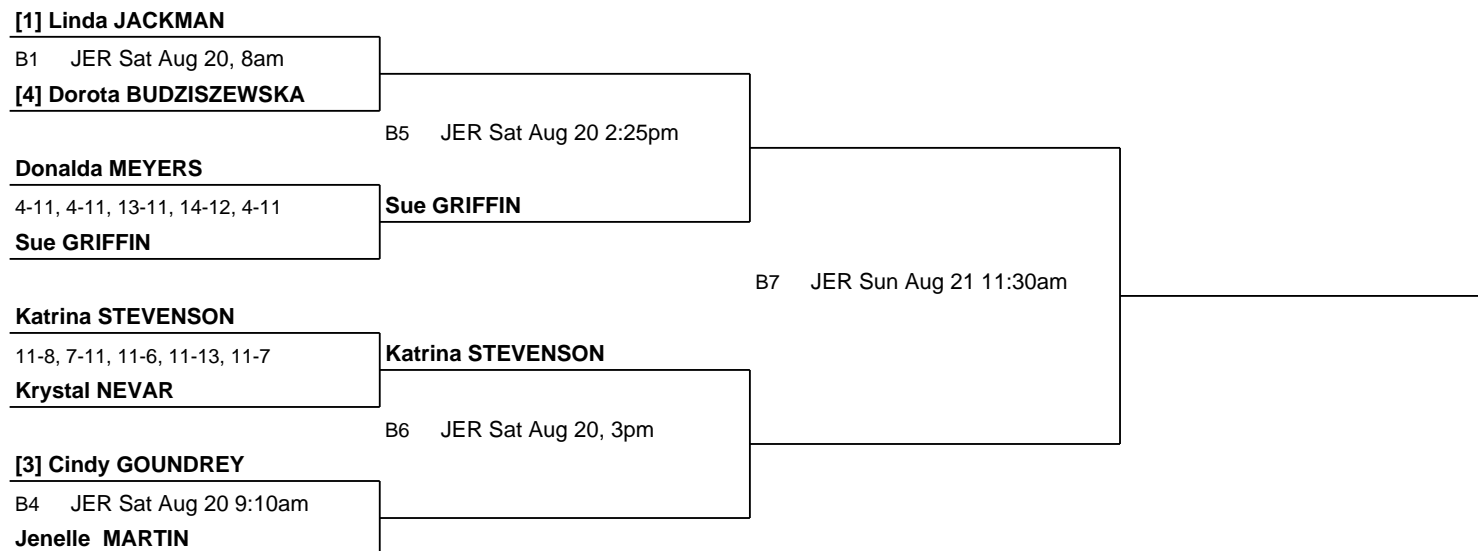 [1] Linda JACKMAN
B1 JER Sat Aug 20, 8am
[4] Dorota BUDZISZEWSKA
B5 JER Sat Aug 20 2:25pm
Donalda MEYERS
4-11, 4-11, 13-11, 14-12, 4-11
Sue GRIFFIN
Sue GRIFFIN
B7 JER Sun Aug 21 11:30am
Katrina STEVENSON
11-8, 7-11, 11-6, 11-13, 11-7
Katrina STEVENSON
Krystal NEVAR
B6 JER Sat Aug 20, 3pm
[3] Cindy GOUNDREY
B4 JER Sat Aug 20 9:10am
Jenelle MARTIN